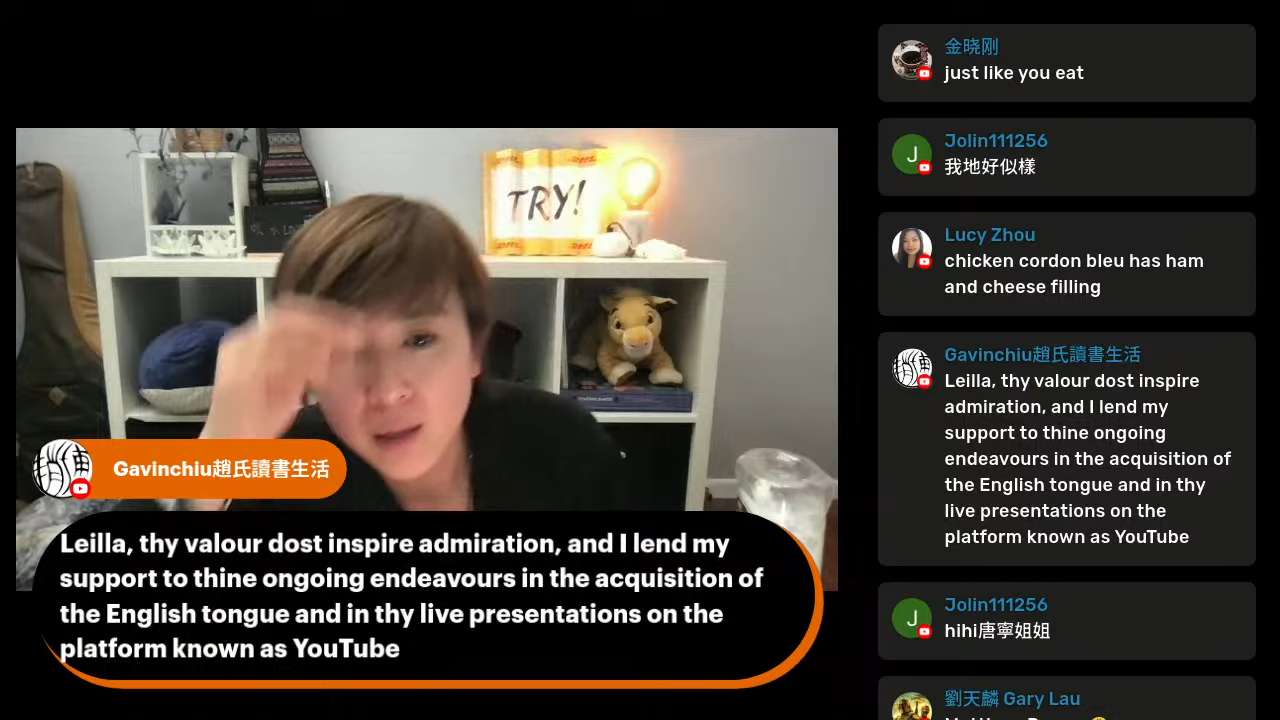 金晓刚
just like you eat
Jolin111256
我地好似樣
Lucy Zhou
chicken cordon bleu has ham
and cheese filling
Gavinchiu趙氏讀書生活
Leilla, thy valour dost inspire
admiration, and I lend my
support to thine ongoing
endeavours in the acquisition of
the English tongue and in thy
live presentations on the
platform known as YouTube
Jolin111256
hihi唐寧姐姐
劉天麟 Gary Lau
TRY!
Gavinchiu趙氏讀書生活
Leilla, thy valour dost inspire admiration, and I lend my
support to thine ongoing endeavours in the acquisition of
the English tongue and in thy live presentations on the
platform known as YouTube